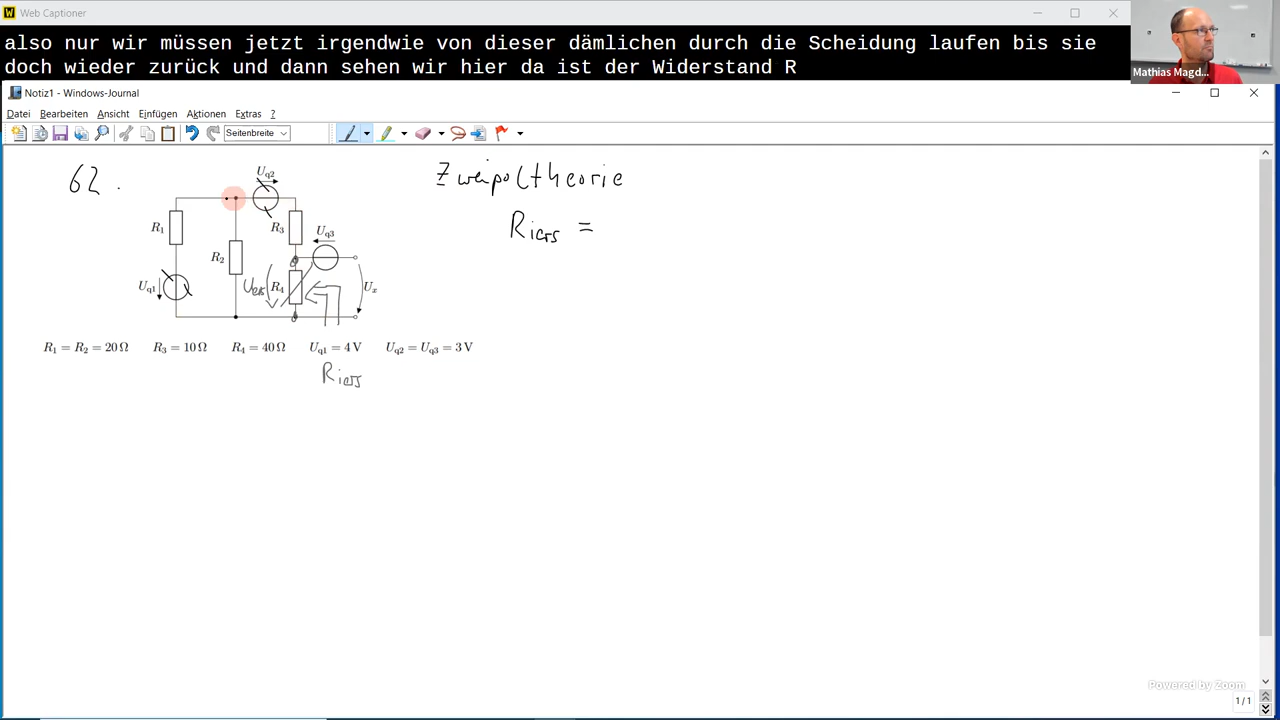 Web Captioner
also nur wir müssen jetzt irgendwie von dieser dämlichen durch die Scheidung laufen bis sie
doch wieder zurück und dann sehen wir hier da ist der Widerstand R
Mathias Magd...
Notiz1 - Windows-Journal
Datei Bearbeiten Ansicht Einfügen Aktionen Extras ?
Seitenbreite
62.
Zweipoltheorie
Riers =
Uq2
R1
R3
Uq3
R2
Uq1
Uers
R4
Ux
R1 = R2 = 20 Ω R3 = 10 Ω R4 = 40 Ω Uq1 = 4 V Uq2 = Uq3 = 3 V
Riers
Powered by Zoom
1 / 1